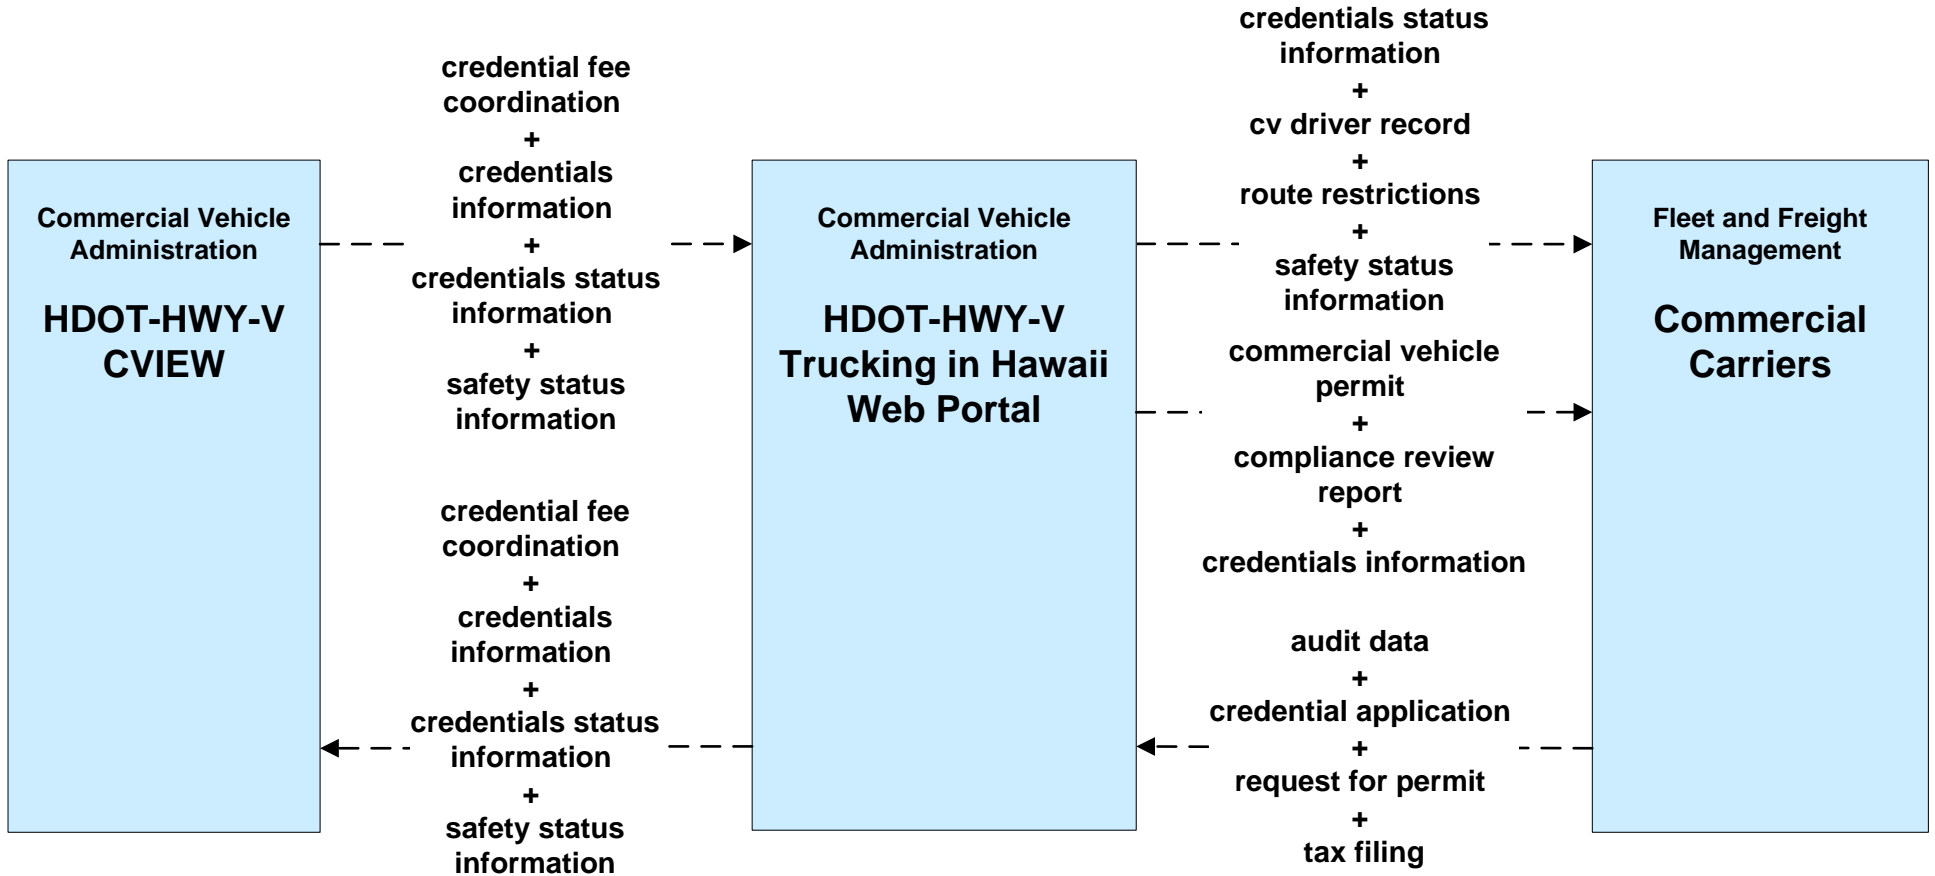 Commercial Vehicle
Administration
HDOT-HWY-V
CVIEW
credential fee
coordination
+
credentials
information
+
credentials status
information
+
safety status
information
credential fee
coordination
+
credentials
information
+
credentials status
information
+
safety status
information
Commercial Vehicle
Administration
HDOT-HWY-V
Trucking in Hawaii
Web Portal
credentials status
information
+
cv driver record
+
route restrictions
+
safety status
information
commercial vehicle
permit
+
compliance review
report
+
credentials information
audit data
+
credential application
+
request for permit
+
tax filing
Fleet and Freight
Management
Commercial
Carriers